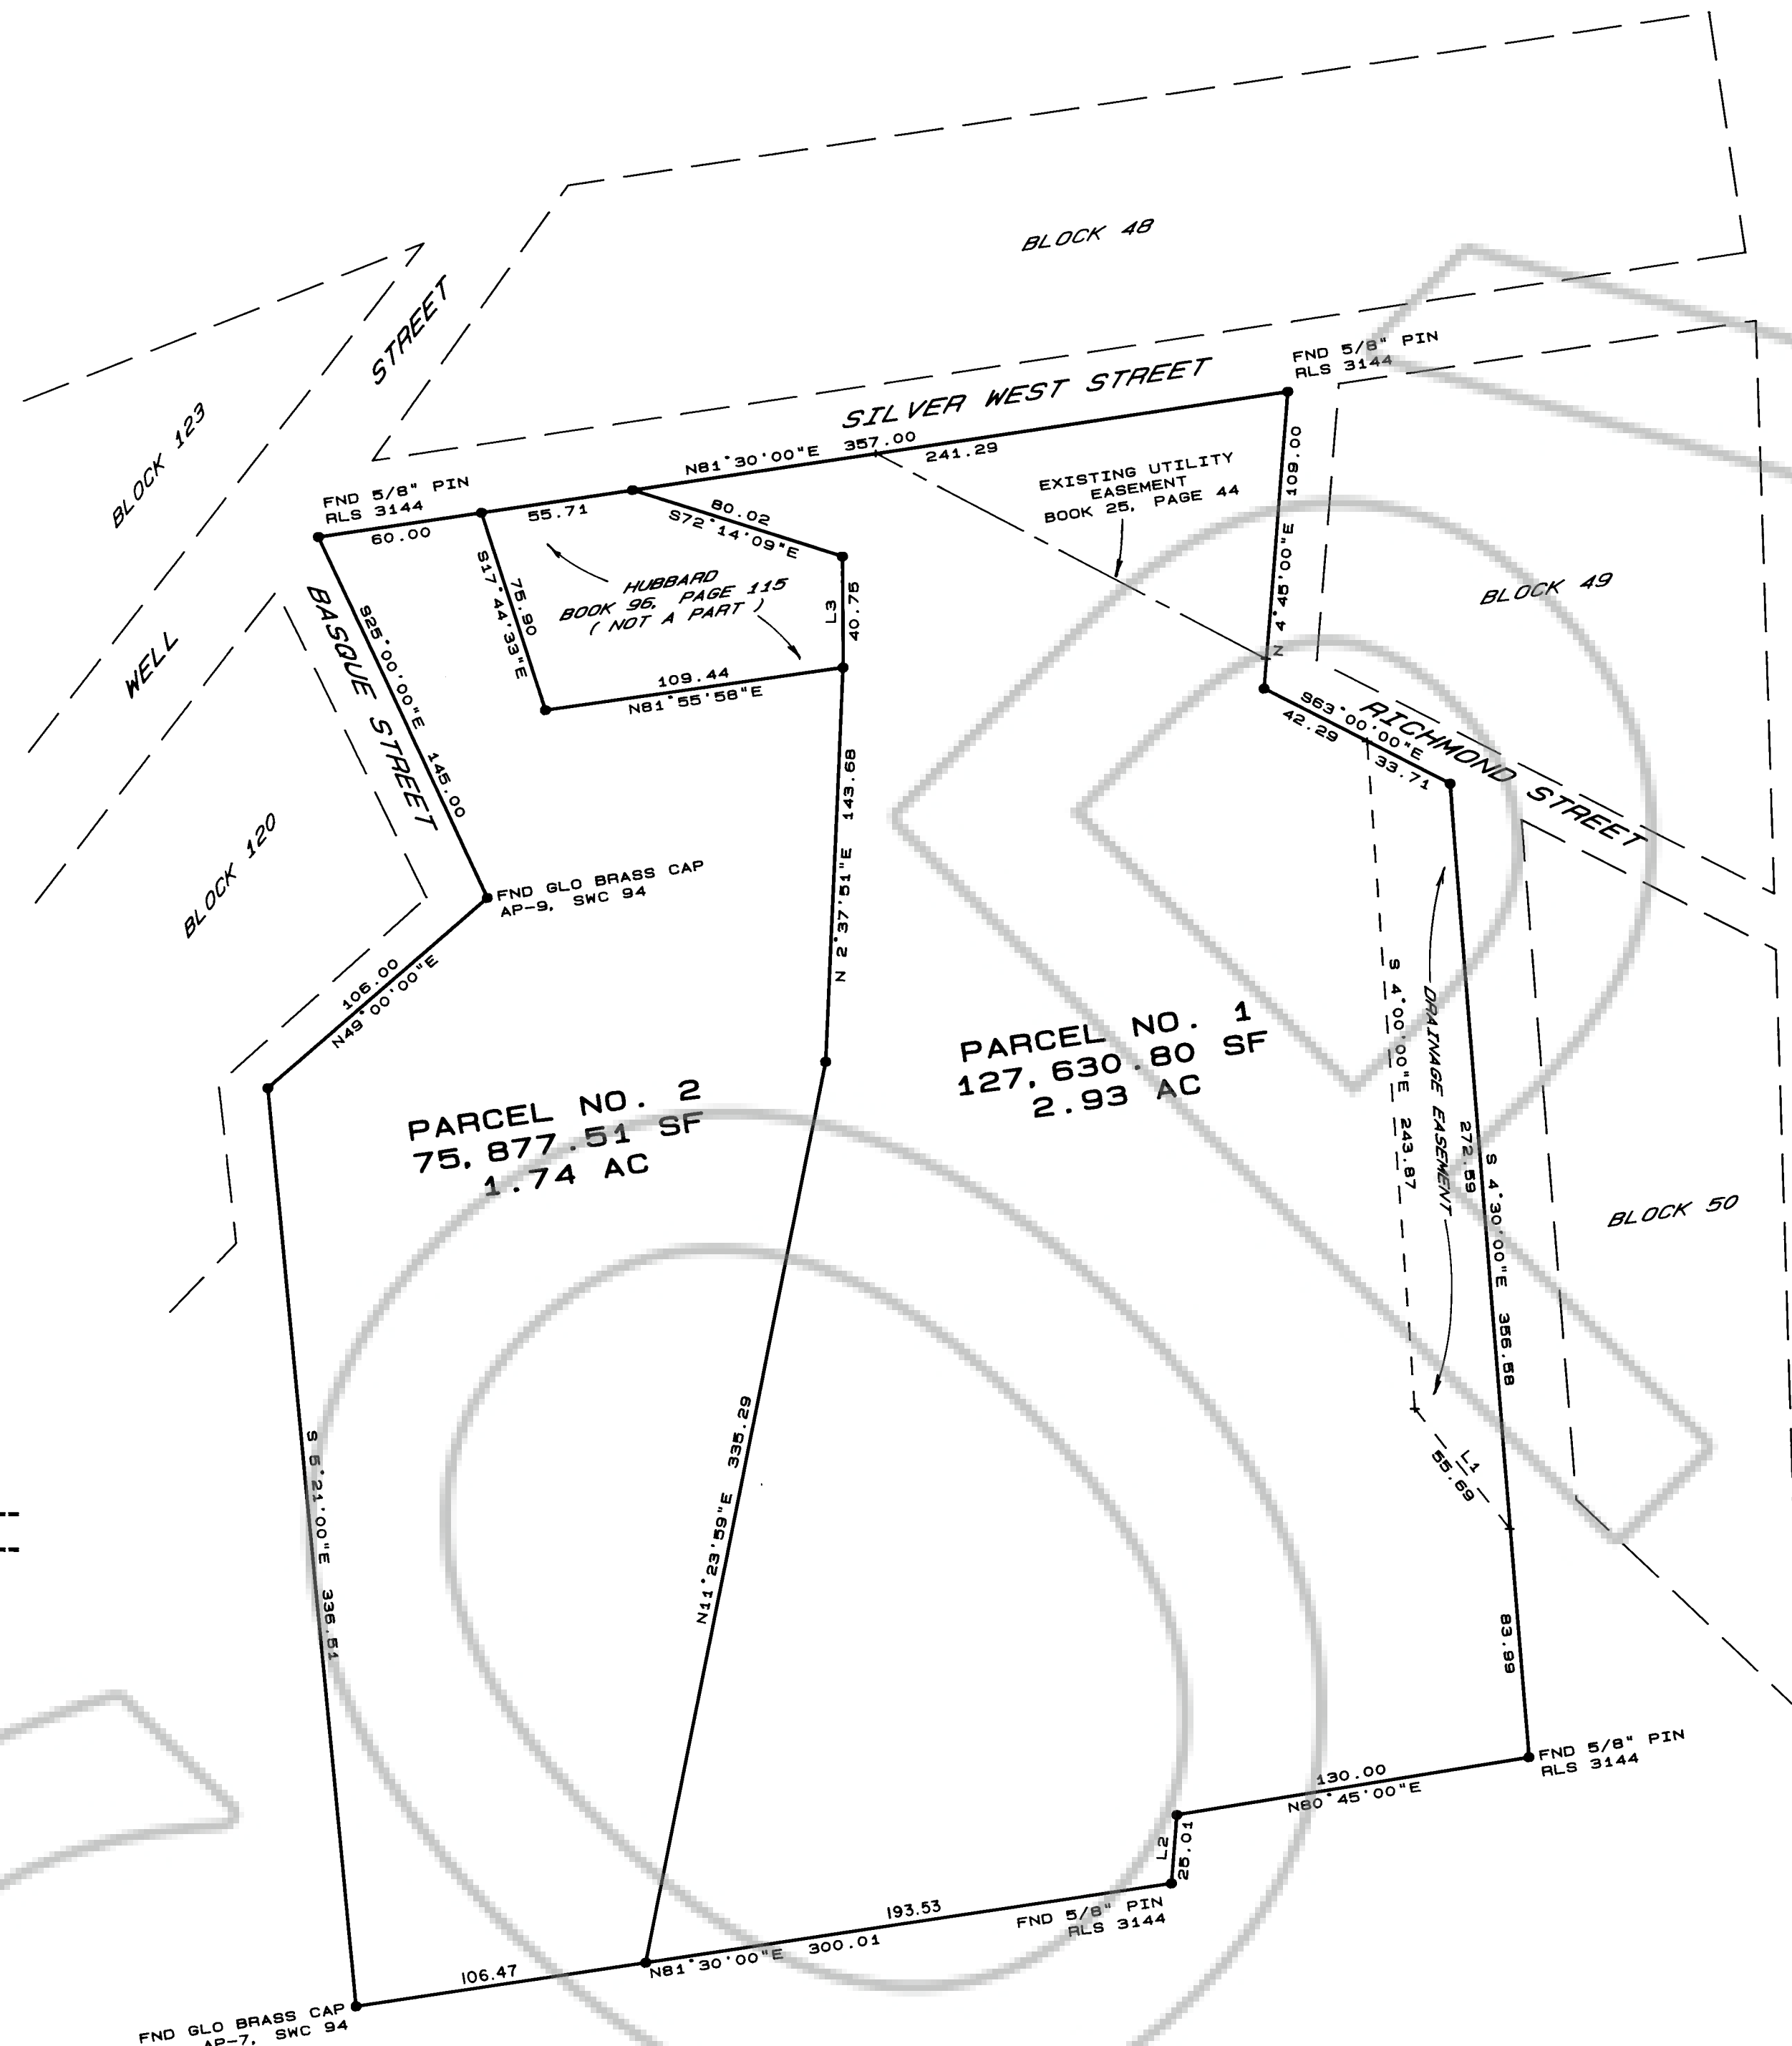 BLOCK 48
STREET
BLOCK 123
WELL
BLOCK 120
SILVER WEST STREET
FND 5/8" PIN
RLS 3144
N81°30'00"E 357.00
241.29
FND 5/8" PIN
RLS 3144
60.00
55.71
80.02
S72°14'09"E
EXISTING UTILITY
EASEMENT
BOOK 25, PAGE 44
N 4°45'00"E 109.00
BLOCK 49
BASQUE STREET
S25°00'00"E 145.00
75.90
S17°44'33"E
HUBBARD
BOOK 96, PAGE 115
( NOT A PART )
L3
40.75
109.44
N81°55'58"E
RICHMOND STREET
S63°00'00"E
42.29
33.71
N 2°37'51"E 143.68
FND GLO BRASS CAP
AP-9, SWC 94
106.00
N49°00'00"E
PARCEL NO. 2
75,877.51 SF
1.74 AC
PARCEL NO. 1
127,630.80 SF
2.93 AC
S 4°00'00"E 243.87
DRAINAGE EASEMENT
272.59
S 4°30'00"E 356.58
BLOCK 50
L1
55.69
83.99
S 5°21'00"E 336.51
N11°23'59"E 335.29
FND 5/8" PIN
RLS 3144
130.00
N80°45'00"E
L2
25.01
193.53
FND 5/8" PIN
RLS 3144
N81°30'00"E 300.01
106.47
FND GLO BRASS CAP
AP-7, SWC 94